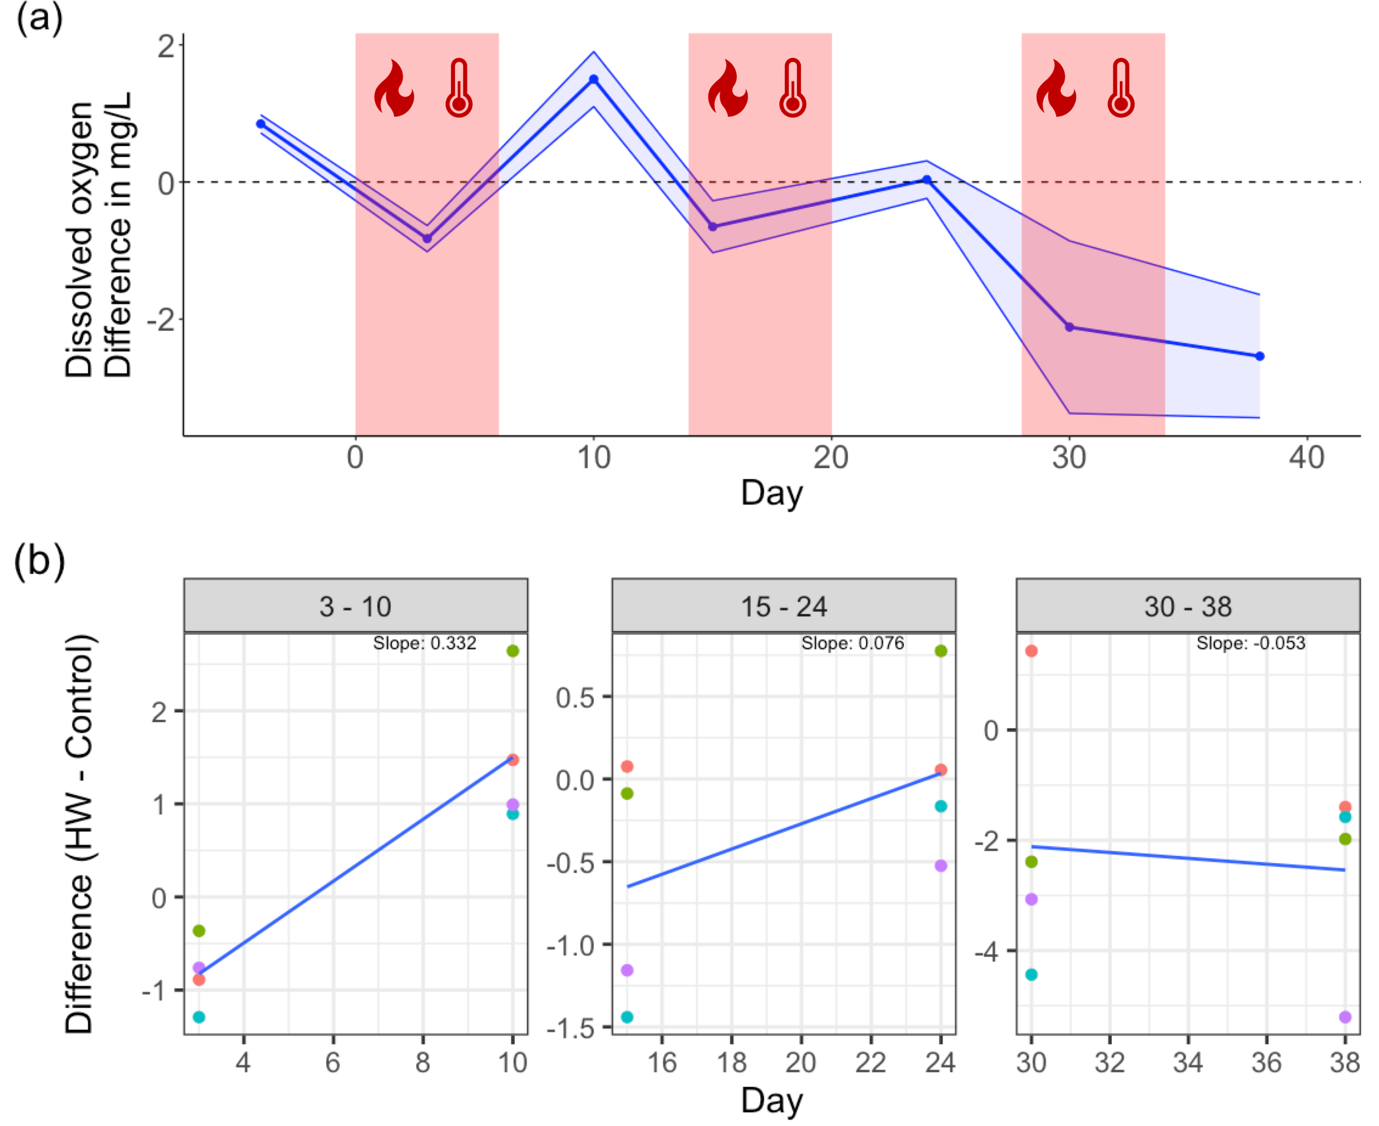 (a)
Dissolved oxygen
Difference in mg/L
2
0
-2
0 10 20 30 40
Day
(b)
Difference (HW - Control)
3 - 10
15 - 24
30 - 38
Slope: 0.332
Slope: 0.076
Slope: -0.053
2
1
0
-1
0.5
0.0
-0.5
-1.0
-1.5
0
-2
-4
4 6 8 10
16 18 20 22 24
30 32 34 36 38
Day